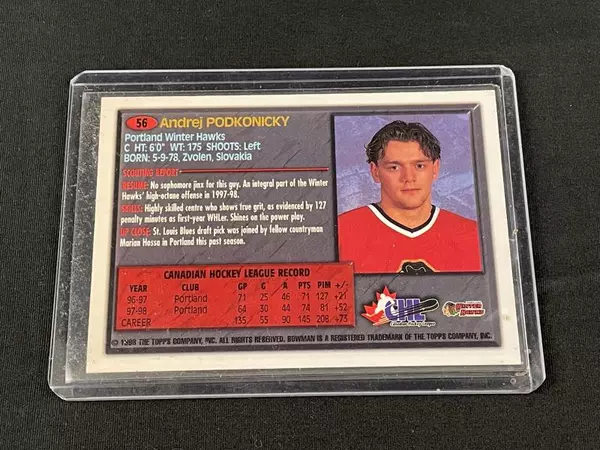 56 Andrej PODKONICKY
Portland Winter Hawks
C HT: 6'0" WT: 175 SHOOTS: Left
BORN: 5-9-78, Zvolen, Slovakia
SCOUTING REPORT
RESUME: No sophomore jinx for this guy. An integral part of the Winter
Hawks' high-octane offense in 1997-98.
SKILLS: Highly skilled centre who shows true grit, as evidenced by 127
penalty minutes as first-year WHLer. Shines on the power play.
UP CLOSE: St. Louis Blues draft pick was joined by fellow countryman
Marian Hossa in Portland this past season.
CANADIAN HOCKEY LEAGUE RECORD
YEAR CLUB GP G A PTS PIM +/-
96-97 Portland 71 25 46 71 127 +21
97-98 Portland 64 30 44 74 81 +52
CAREER 135 55 90 145 208 +73
CHL
Canadian Hockey League
WINTER
HAWKS
© 1998 THE TOPPS COMPANY, INC. ALL RIGHTS RESERVED. BOWMAN IS A REGISTERED TRADEMARK OF THE TOPPS COMPANY, INC.